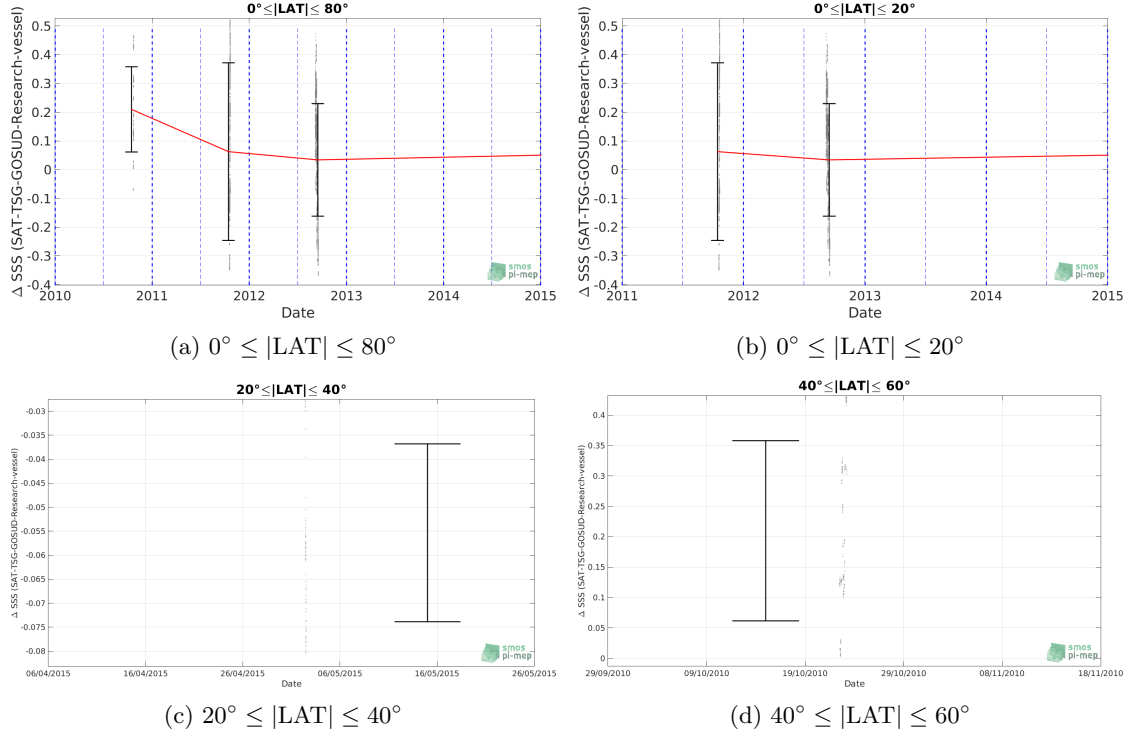 0°≤|LAT|≤ 80°
Δ SSS (SAT-TSG-GOSUD-Research-vessel)
0.5
0.4
0.3
0.2
0.1
0
-0.1
-0.2
-0.3
-0.4
2010 2011 2012 2013 2014 2015
Date
smos
pi-mep
(a) 0° ≤ |LAT| ≤ 80°
0°≤|LAT|≤ 20°
Δ SSS (SAT-TSG-GOSUD-Research-vessel)
0.5
0.4
0.3
0.2
0.1
0
-0.1
-0.2
-0.3
-0.4
2011 2012 2013 2014 2015
Date
smos
pi-mep
(b) 0° ≤ |LAT| ≤ 20°
20°≤|LAT|≤ 40°
Δ SSS (SAT-TSG-GOSUD-Research-vessel)
-0.03
-0.035
-0.04
-0.045
-0.05
-0.055
-0.06
-0.065
-0.07
-0.075
-0.08
06/04/2015 16/04/2015 26/04/2015 06/05/2015 16/05/2015 26/05/2015
Date
smos
pi-mep
(c) 20° ≤ |LAT| ≤ 40°
40°≤|LAT|≤ 60°
Δ SSS (SAT-TSG-GOSUD-Research-vessel)
0.4
0.35
0.3
0.25
0.2
0.15
0.1
0.05
0
29/09/2010 09/10/2010 19/10/2010 29/10/2010 08/11/2010 18/11/2010
Date
smos
pi-mep
(d) 40° ≤ |LAT| ≤ 60°